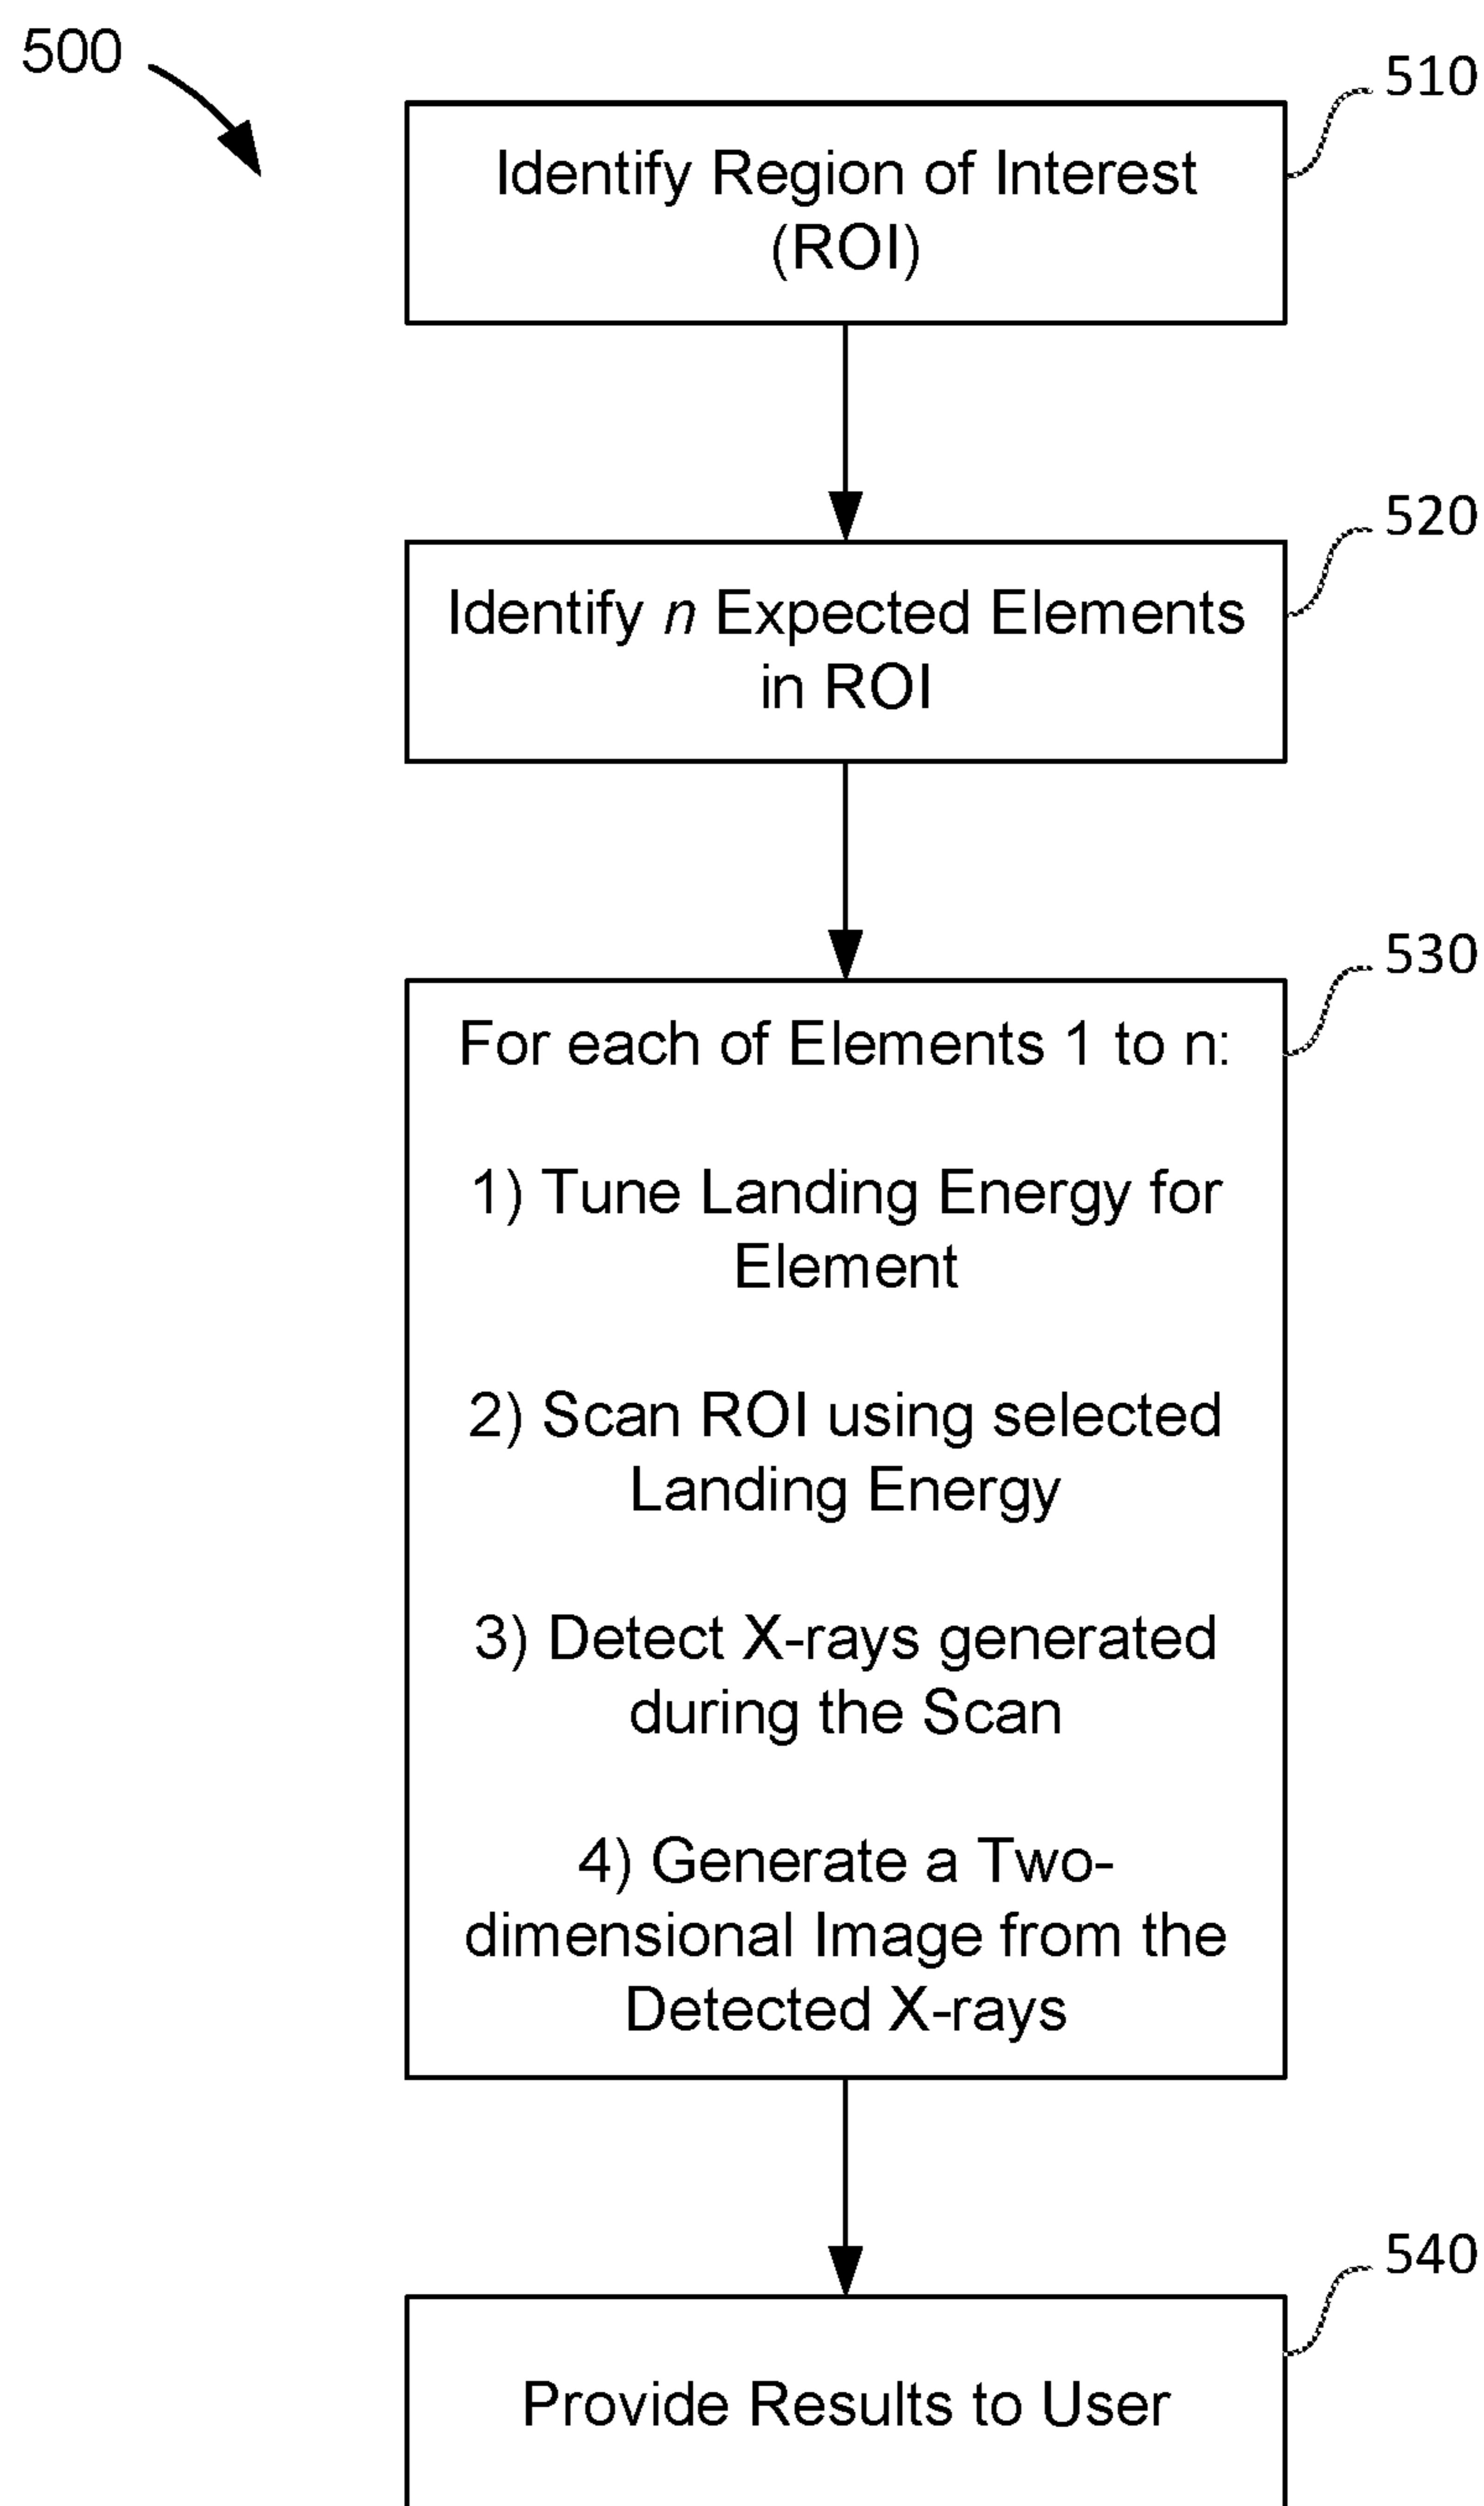 500
510
Identify Region of Interest
(ROI)
520
Identify n Expected Elements
in ROI
530
For each of Elements 1 to n:
1) Tune Landing Energy for
Element
2) Scan ROI using selected
Landing Energy
3) Detect X-rays generated
during the Scan
4) Generate a Two-
dimensional Image from the
Detected X-rays
540
Provide Results to User